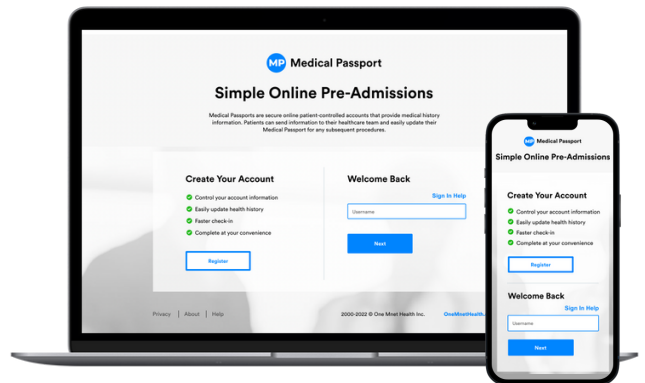 MP Medical Passport
Simple Online Pre-Admissions
Medical Passports are secure online patient-controlled accounts that provide medical history
information. Patients can send information to their healthcare team and easily update their
Medical Passport for any subsequent procedures.
Create Your Account
Control your account information
Easily update health history
Faster check-in
Complete at your convenience
Register
Welcome Back
Sign In Help
Username
Next
Privacy | About | Help
2000-2022 © One Mnet Health Inc.
OneMnetHealth.
MP Medical Passport
Simple Online Pre-Admissions
Create Your Account
Control your account information
Easily update health history
Faster check-in
Complete at your convenience
Register
Welcome Back
Sign In Help
Username
Next